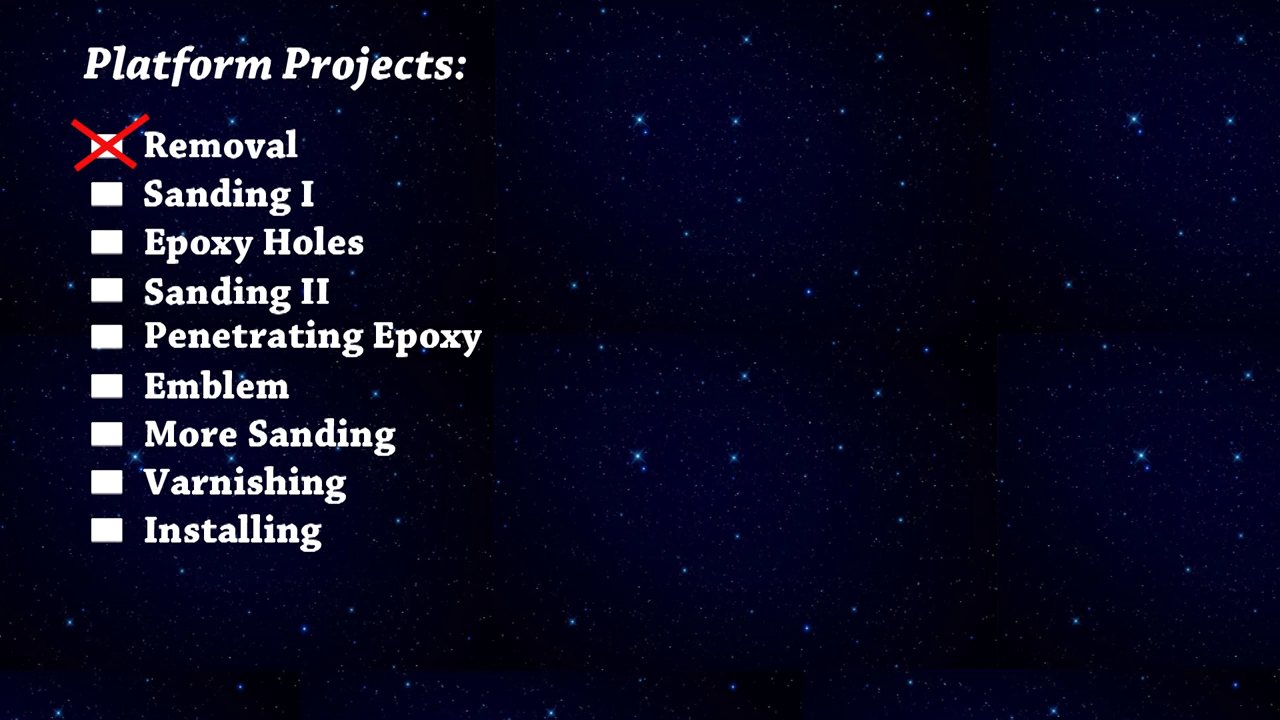 Platform Projects:
Removal
Sanding I
Epoxy Holes
Sanding II
Penetrating Epoxy
Emblem
More Sanding
Varnishing
Installing